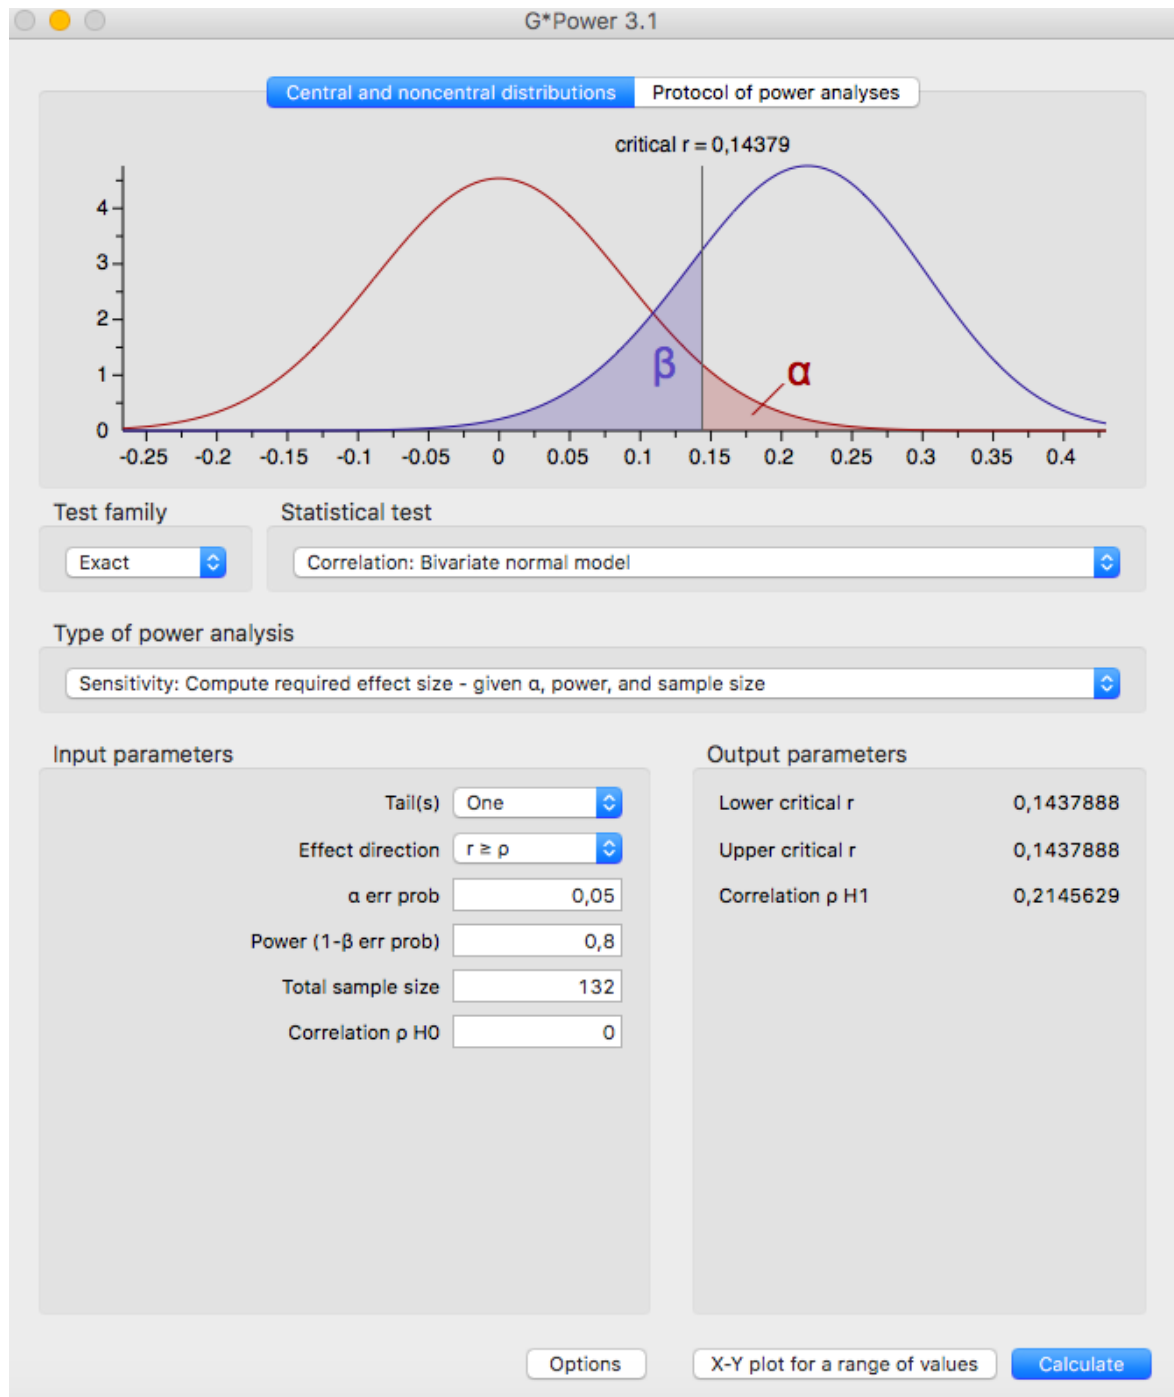 G*Power 3.1
Central and noncentral distributions Protocol of power analyses
critical r = 0,14379
4
3
2
1
0
β
α
-0.25 -0.2 -0.15 -0.1 -0.05 0 0.05 0.1 0.15 0.2 0.25 0.3 0.35 0.4
Test family Statistical test
Exact Correlation: Bivariate normal model
Type of power analysis
Sensitivity: Compute required effect size - given α, power, and sample size
Input parameters Output parameters
Tail(s) One Lower critical r 0,1437888
Effect direction r ≥ ρ Upper critical r 0,1437888
α err prob 0,05 Correlation ρ H1 0,2145629
Power (1-β err prob) 0,8
Total sample size 132
Correlation ρ H0 0
Options X-Y plot for a range of values Calculate